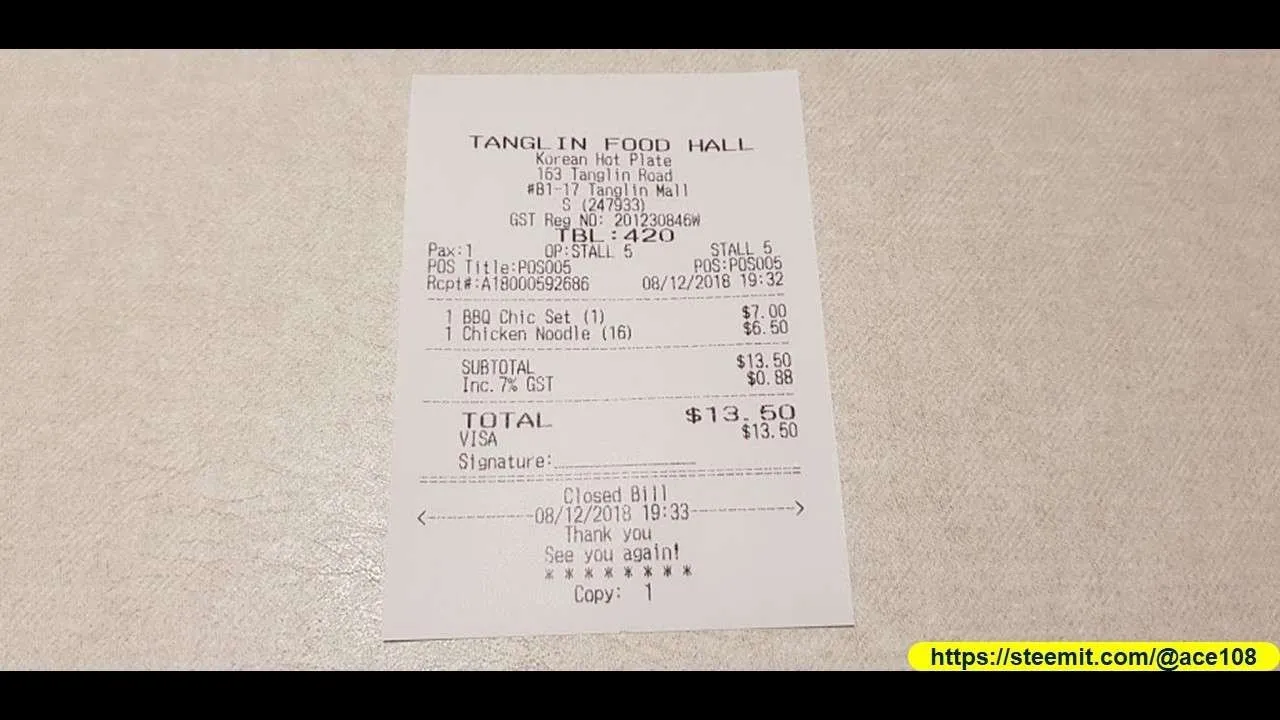 TANGLIN FOOD HALL
Korean Hot Plate
163 Tanglin Road
#B1-17 Tanglin Mall
S (247933)
GST Reg NO: 201230846W
TBL:420
Pax:1 OP:STALL 5 STALL 5
POS Title:POS005 POS:POS005
Rcpt#:A18000592686 08/12/2018 19:32
1 BBQ Chic Set (1) $7.00
1 Chicken Noodle (16) $6.50
SUBTOTAL $13.50
Inc.7% GST $0.88
TOTAL $13.50
VISA $13.50
Signature:
Closed Bill
08/12/2018 19:33
Thank you
See you again!
* * * * * * * *
Copy: 1
https://steemit.com/@ace108